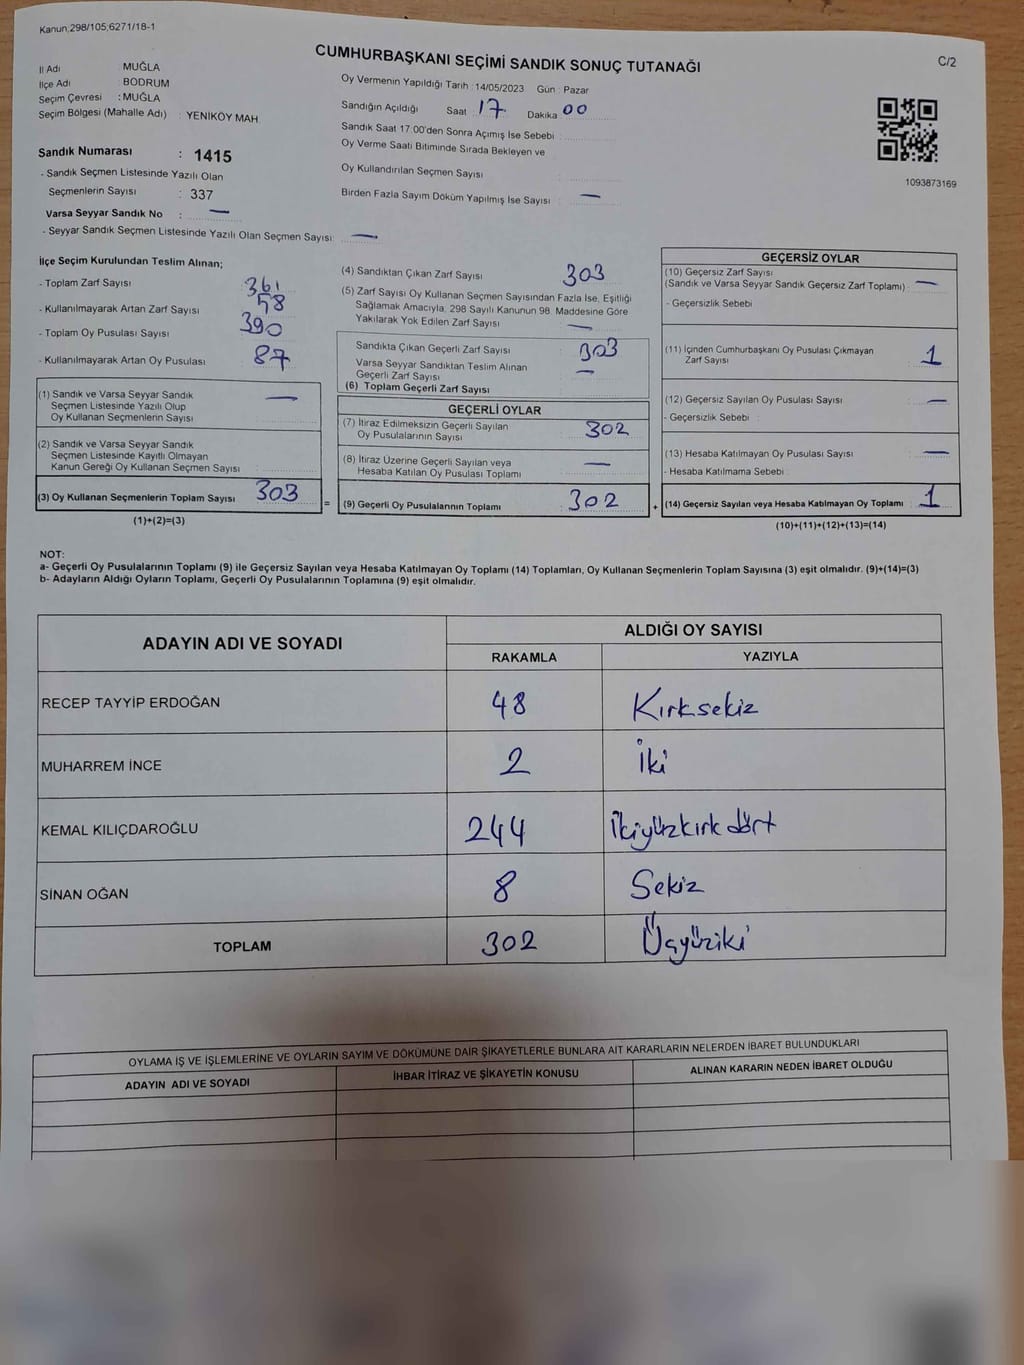 Kanun;298/105;6271/18-1
CUMHURBAŞKANI SEÇİMİ SANDIK SONUÇ TUTANAĞI
C/2
İl Adı : MUĞLA
İlçe Adı : BODRUM
Seçim Çevresi : MUĞLA
Seçim Bölgesi (Mahalle Adı) : YENİKÖY MAH.
Sandık Numarası : 1415
- Sandık Seçmen Listesinde Yazılı Olan
Seçmenlerin Sayısı : 337
Varsa Seyyar Sandık No : —
- Seyyar Sandık Seçmen Listesinde Yazılı Olan Seçmen Sayısı: —
Oy Vermenin Yapıldığı Tarih : 14/05/2023 Gün : Pazar
Sandığın Açıldığı Saat : 17 Dakika 00
Sandık Saat 17:00'den Sonra Açımış İse Sebebi :
Oy Verme Saati Bitiminde Sırada Bekleyen ve
Oy Kullandırılan Seçmen Sayısı :
Birden Fazla Sayım Döküm Yapılmış İse Sayısı : —
1093873169
İlçe Seçim Kurulundan Teslim Alınan;
- Toplam Zarf Sayısı : 361
- Kullanılmayarak Artan Zarf Sayısı : 58
- Toplam Oy Pusulası Sayısı : 390
- Kullanılmayarak Artan Oy Pusulası : 87
(1) Sandık ve Varsa Seyyar Sandık
Seçmen Listesinde Yazılı Olup
Oy Kullanan Seçmenlerin Sayısı : —
(2) Sandık ve Varsa Seyyar Sandık
Seçmen Listesinde Kayıtlı Olmayan
Kanun Gereği Oy Kullanan Seçmen Sayısı :
(3) Oy Kullanan Seçmenlerin Toplam Sayısı : 303
(1)+(2)=(3)
(4) Sandıktan Çıkan Zarf Sayısı : 303
(5) Zarf Sayısı Oy Kullanan Seçmen Sayısından Fazla İse, Eşitliği
Sağlamak Amacıyla, 298 Sayılı Kanunun 98. Maddesine Göre
Yakılarak Yok Edilen Zarf Sayısı : —
Sandıkta Çıkan Geçerli Zarf Sayısı : 303
Varsa Seyyar Sandıktan Teslim Alınan
Geçerli Zarf Sayısı : —
(6) Toplam Geçerli Zarf Sayısı
GEÇERLİ OYLAR
(7) İtiraz Edilmeksizin Geçerli Sayılan
Oy Pusulalarının Sayısı : 302
(8) İtiraz Üzerine Geçerli Sayılan veya
Hesaba Katılan Oy Pusulası Toplamı : —
= (9) Geçerli Oy Pusulalarının Toplamı : 302
GEÇERSİZ OYLAR
(10) Geçersiz Zarf Sayısı
(Sandık ve Varsa Seyyar Sandık Geçersiz Zarf Toplamı) : —
- Geçersizlik Sebebi :
(11) İçinden Cumhurbaşkanı Oy Pusulası Çıkmayan
Zarf Sayısı : 1
(12) Geçersiz Sayılan Oy Pusulası Sayısı : —
- Geçersizlik Sebebi :
(13) Hesaba Katılmayan Oy Pusulası Sayısı : —
- Hesaba Katılmama Sebebi :
+ (14) Geçersiz Sayılan veya Hesaba Katılmayan Oy Toplamı : 1
(10)+(11)+(12)+(13)=(14)
NOT:
a- Geçerli Oy Pusulalarının Toplamı (9) ile Geçersiz Sayılan veya Hesaba Katılmayan Oy Toplamı (14) Toplamları, Oy Kullanan Seçmenlerin Toplam Sayısına (3) eşit olmalıdır. (9)+(14)=(3)
b- Adayların Aldığı Oyların Toplamı, Geçerli Oy Pusulalarının Toplamına (9) eşit olmalıdır.
ADAYIN ADI VE SOYADI ALDIĞI OY SAYISI
RAKAMLA YAZIYLA
RECEP TAYYİP ERDOĞAN 48 Kırksekiz
MUHARREM İNCE 2 İki
KEMAL KILIÇDAROĞLU 244 İkiyüzkırk dört
SİNAN OĞAN 8 Sekiz
TOPLAM 302 Üçyüziki
OYLAMA İŞ VE İŞLEMLERİNE VE OYLARIN SAYIM VE DÖKÜMÜNE DAİR ŞİKAYETLERLE BUNLARA AİT KARARLARIN NELERDEN İBARET BULUNDUKLARI
ADAYIN ADI VE SOYADI İHBAR İTİRAZ VE ŞİKAYETİN KONUSU ALINAN KARARIN NEDEN İBARET OLDUĞU